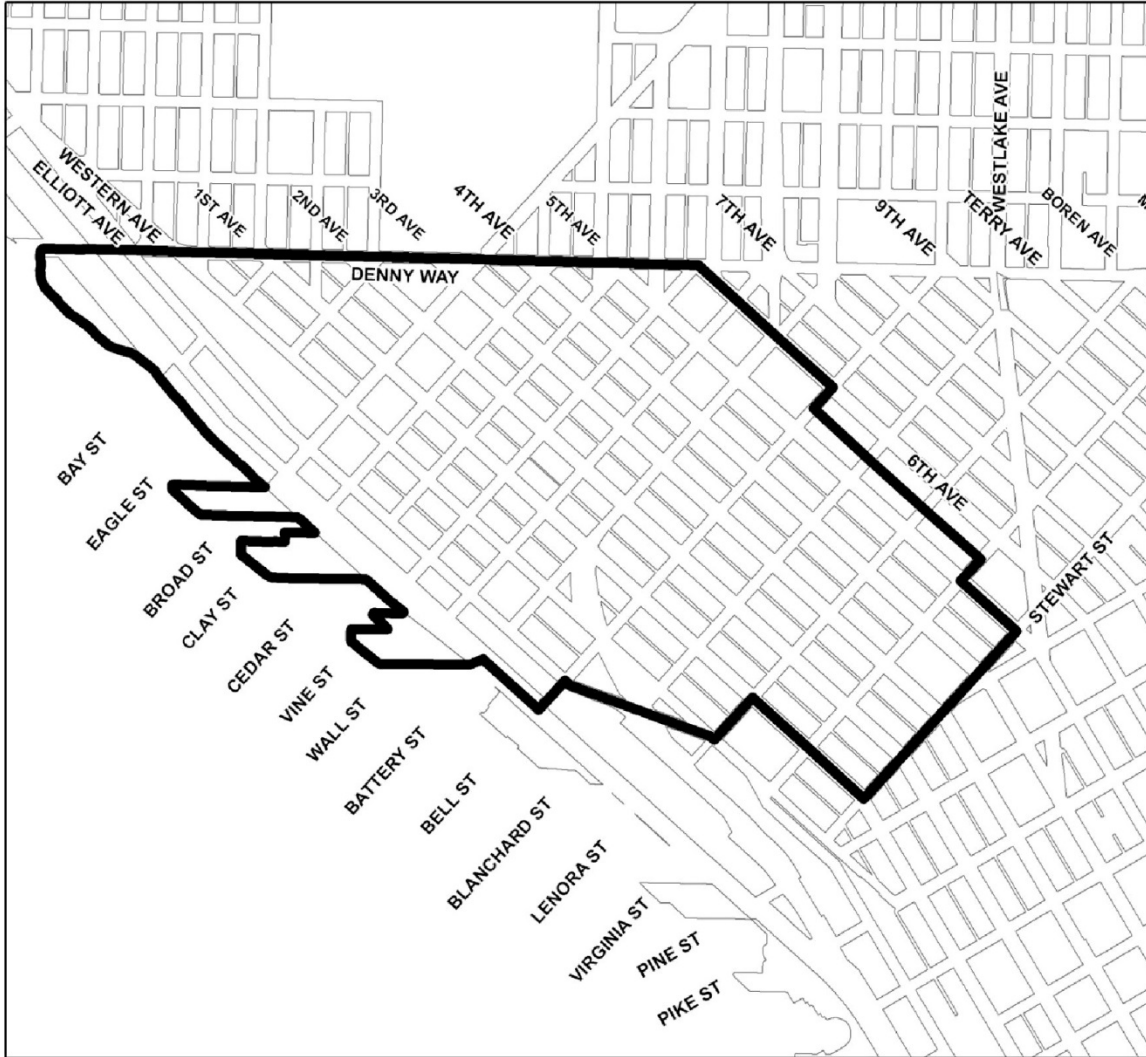 WESTLAKE AVE
WESTERN AVE
ELLIOTT AVE
1ST AVE
2ND AVE
3RD AVE
4TH AVE
5TH AVE
7TH AVE
9TH AVE
TERRY AVE
BOREN AVE
M
DENNY WAY
6TH AVE
STEWART ST
BAY ST
EAGLE ST
BROAD ST
CLAY ST
CEDAR ST
VINE ST
WALL ST
BATTERY ST
BELL ST
BLANCHARD ST
LENORA ST
VIRGINIA ST
PINE ST
PIKE ST